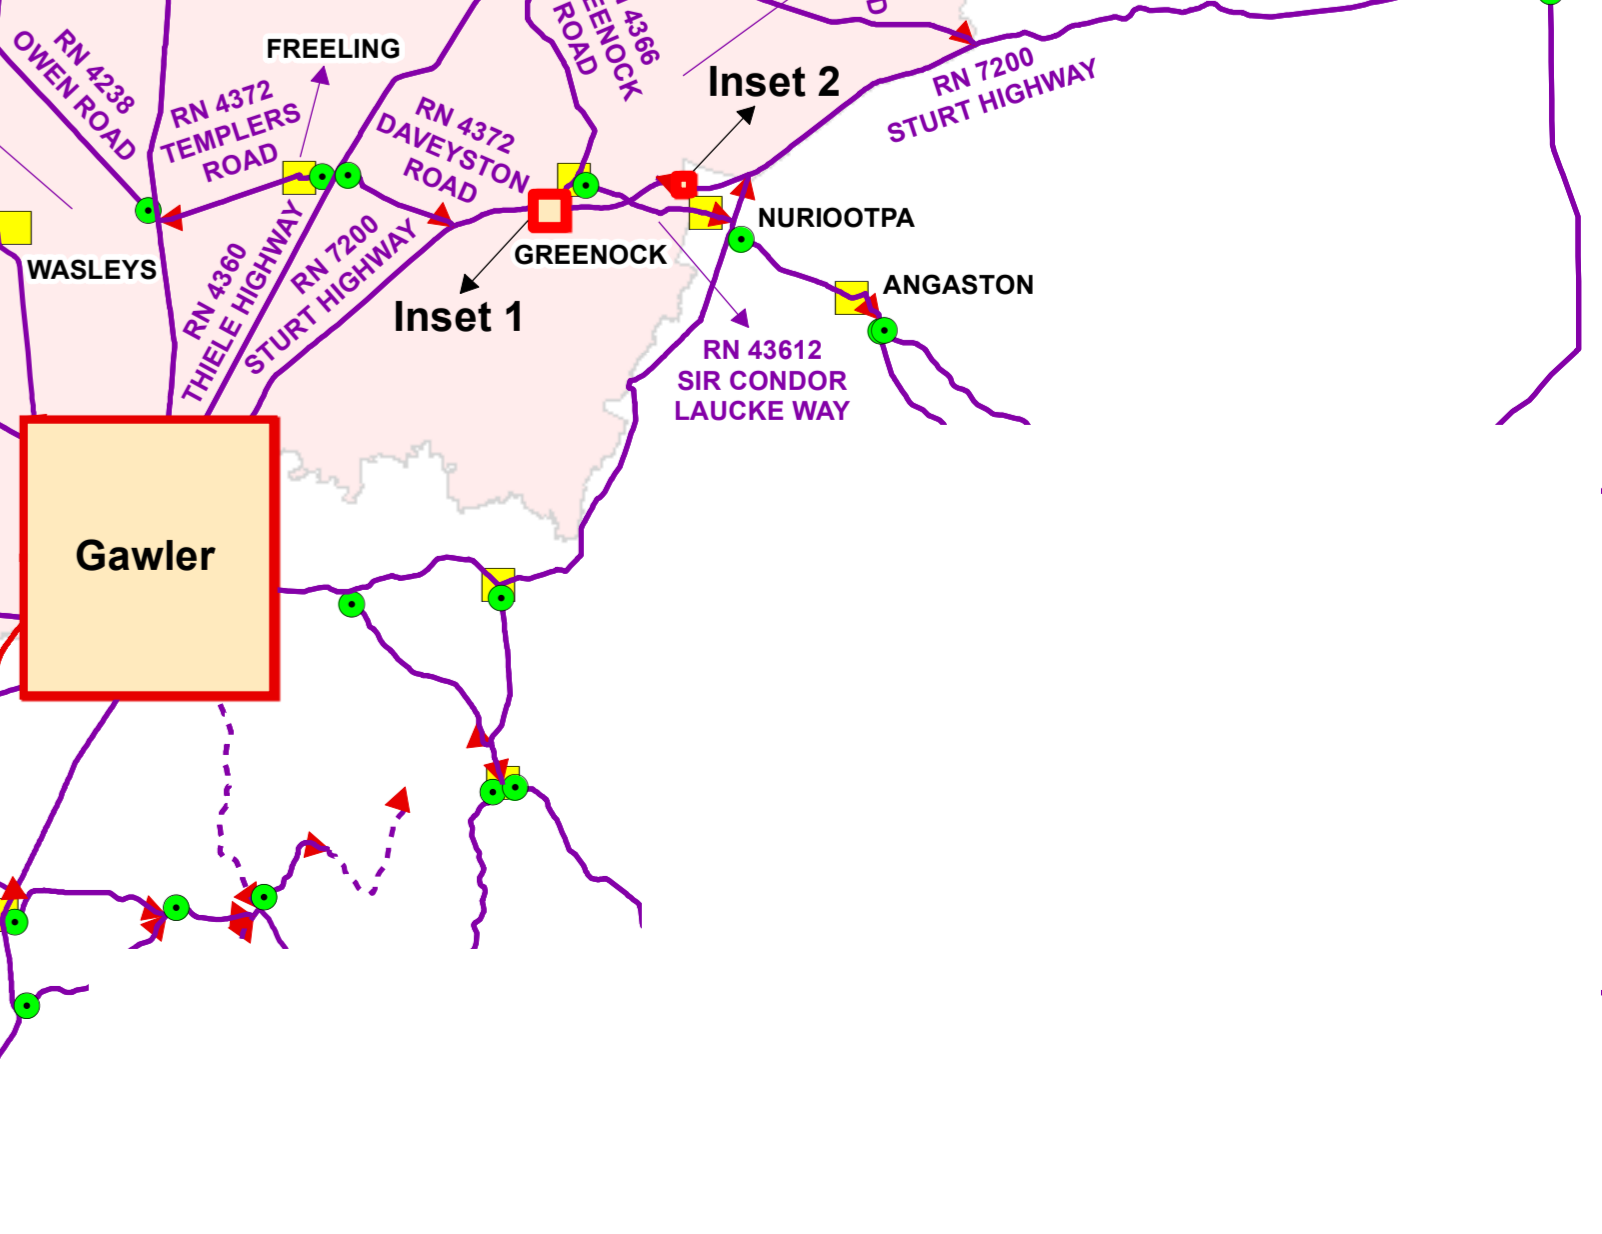 RN 4238
OWEN ROAD
FREELING
RN 4372
TEMPLERS
ROAD
RN 4372
DAVEYSTON
ROAD
4366
ROAD
Inset 2
RN 7200
STURT HIGHWAY
WASLEYS
RN 4360
THIELE HIGHWAY
RN 7200
STURT HIGHWAY
GREENOCK
Inset 1
NURIOOTPA
ANGASTON
RN 43612
SIR CONDOR
LAUCKE WAY
Gawler